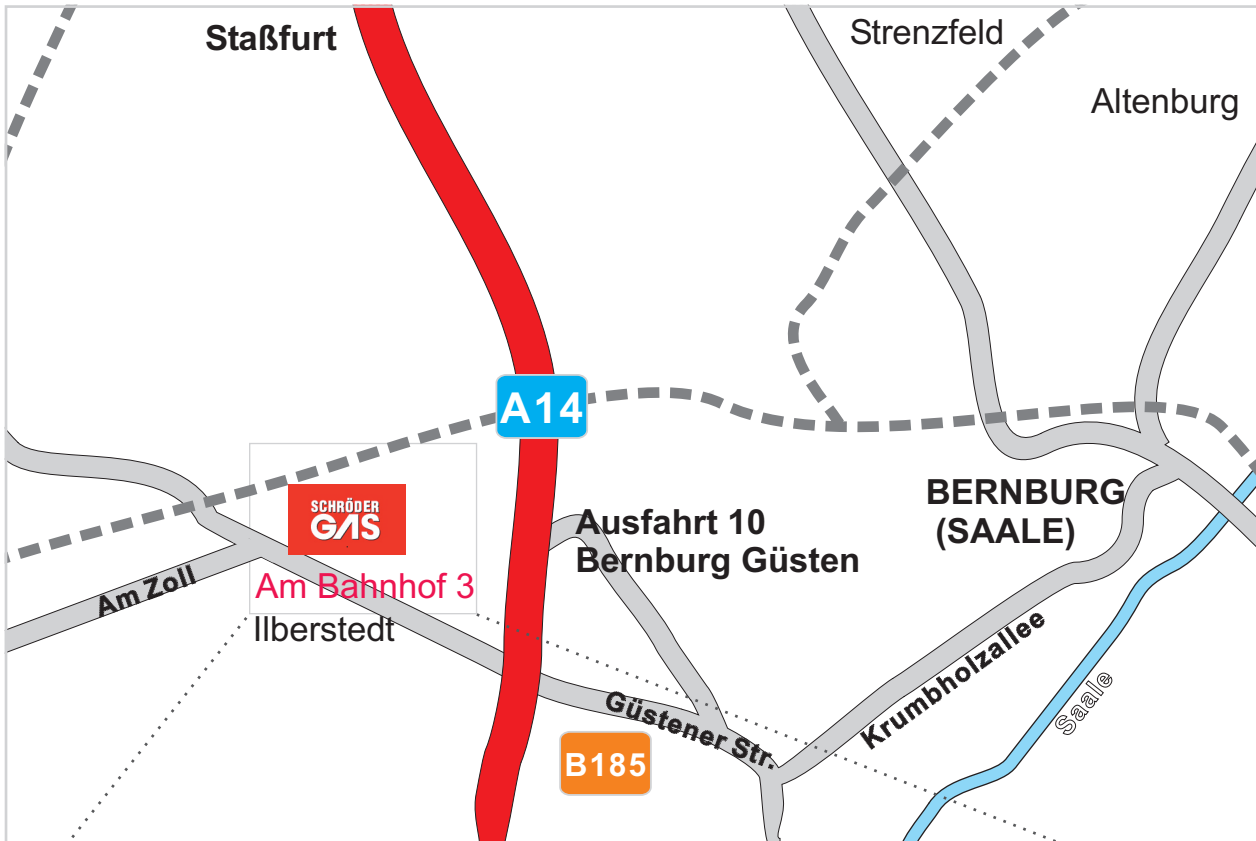 Staßfurt
Strenzfeld
Altenburg
A14
BERNBURG
(SAALE)
SCHRÖDER
GAS
Ausfahrt 10
Bernburg Güsten
Am Zoll
Am Bahnhof 3
Ilberstedt
Krumbholzallee
Saale
Güstener Str.
B185